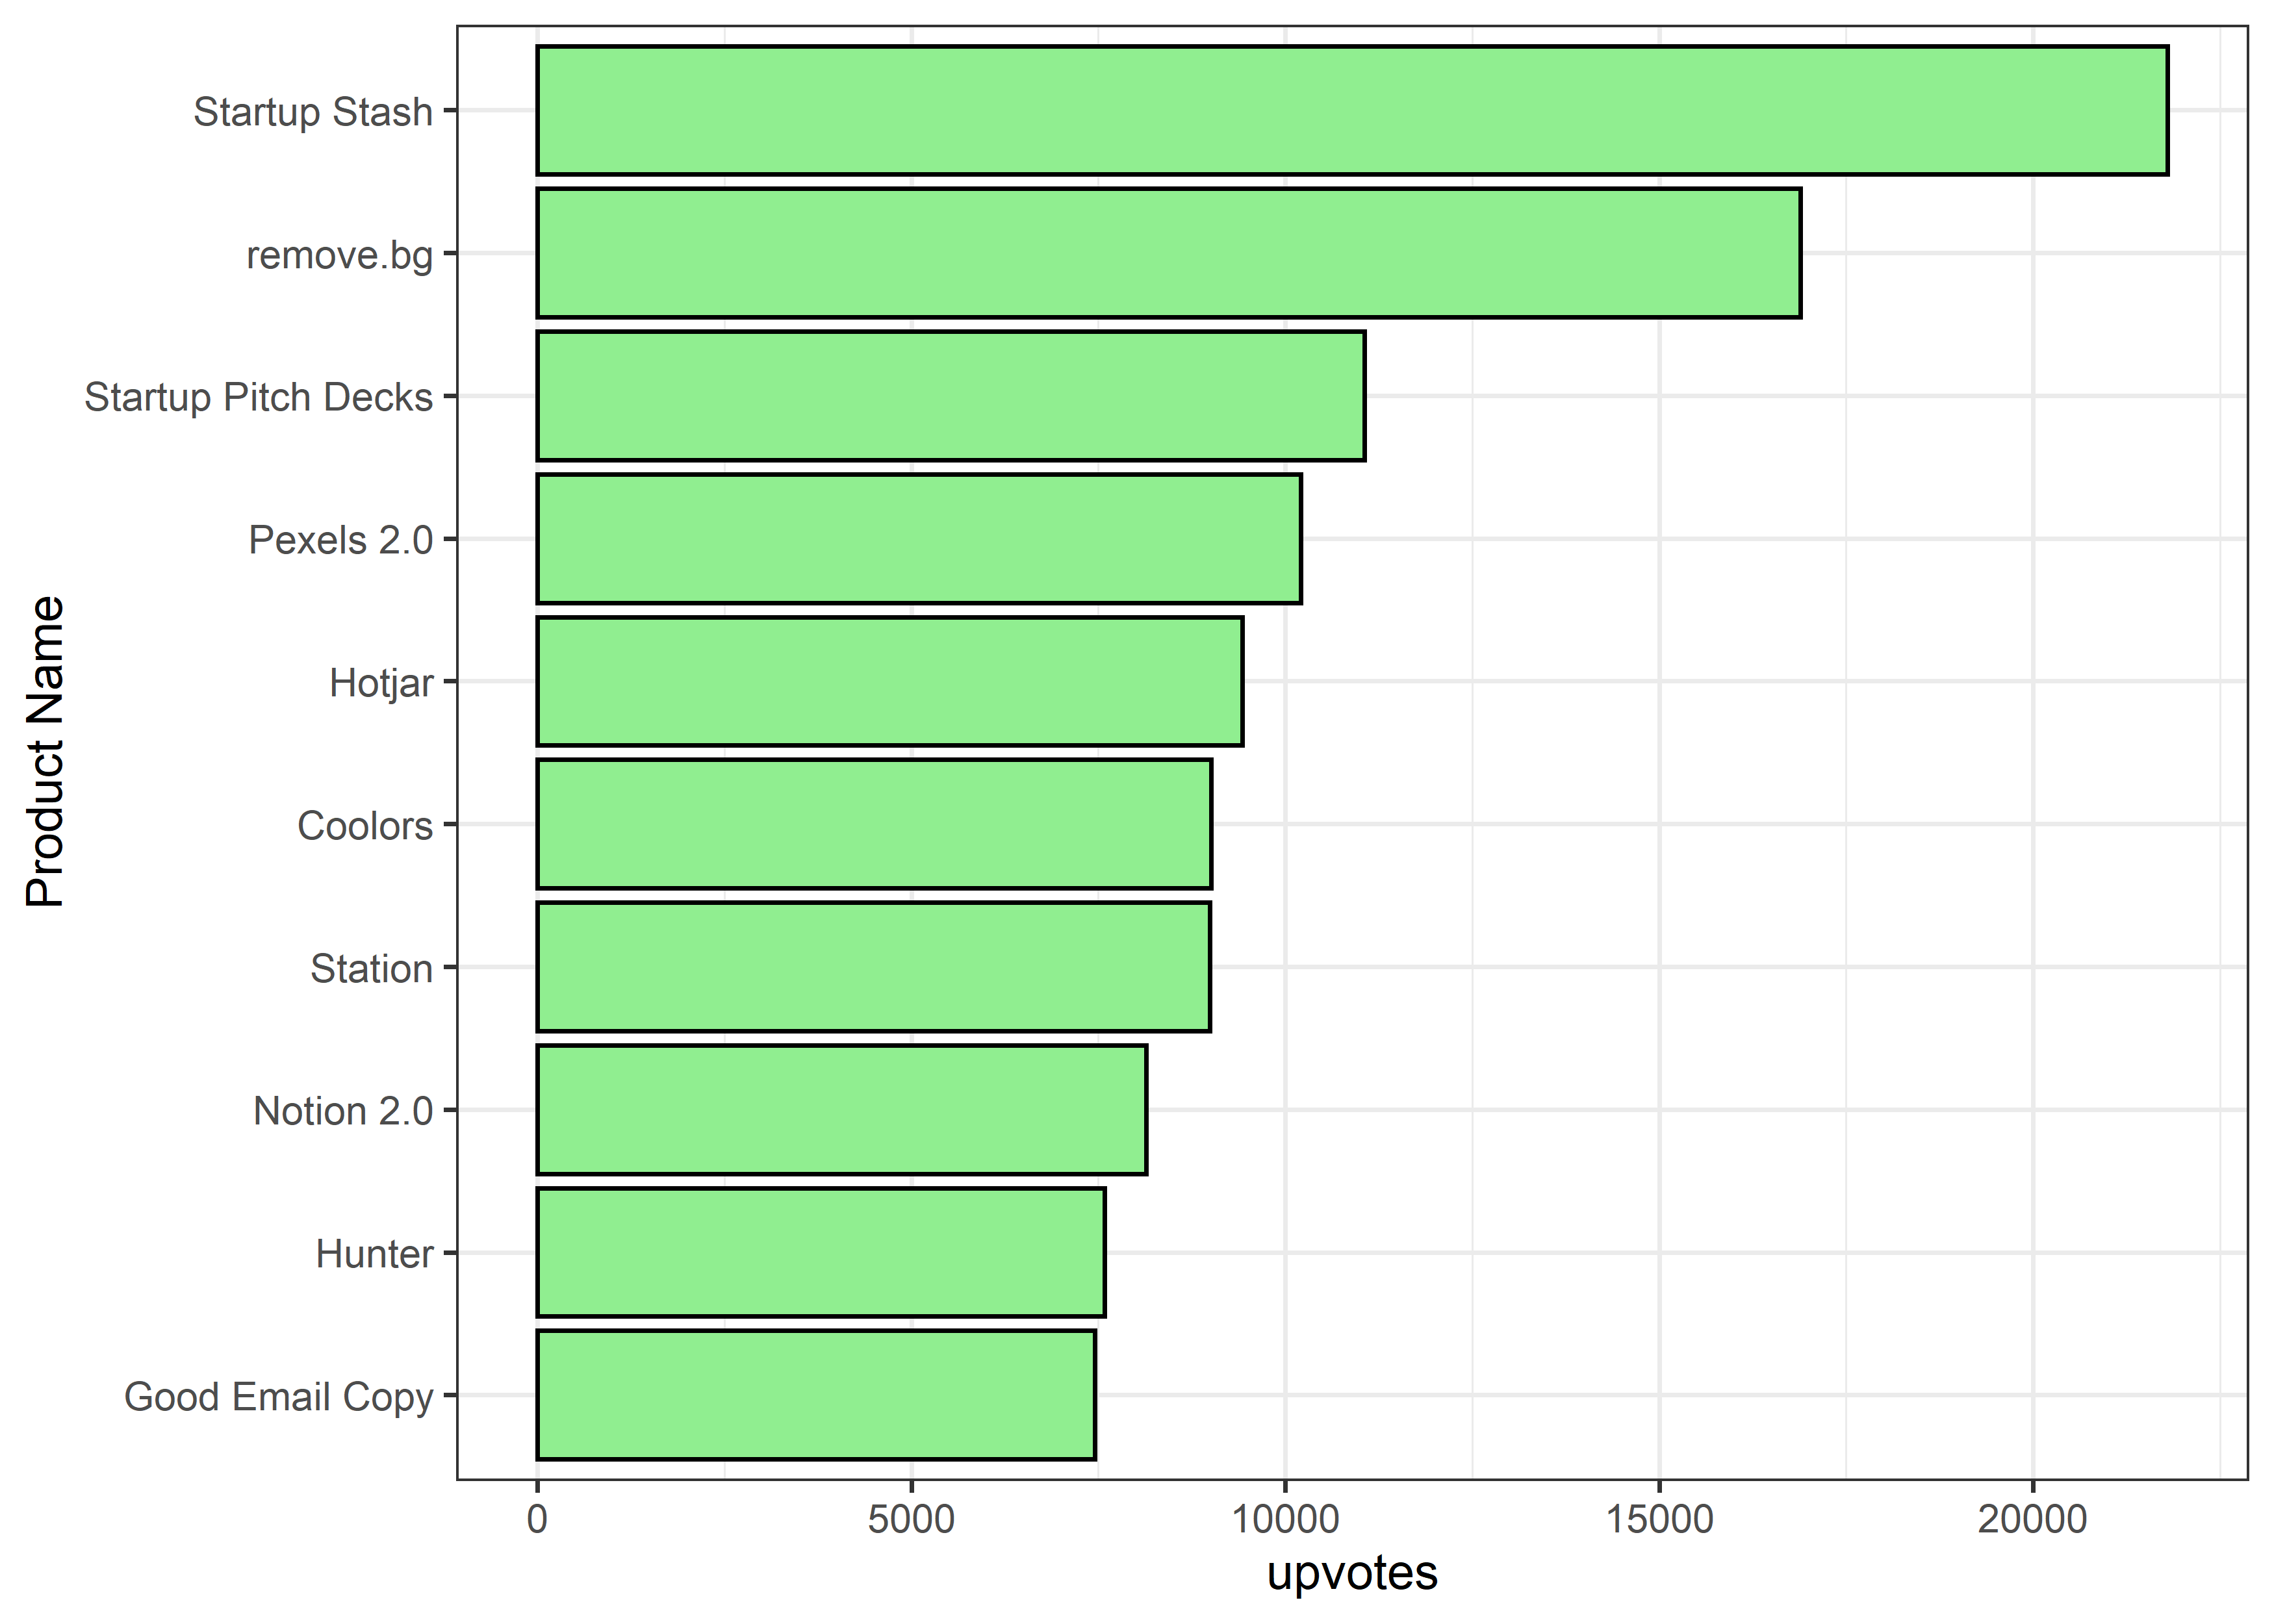 Startup Stash
remove.bg
Startup Pitch Decks
Pexels 2.0
Hotjar
Coolors
Station
Notion 2.0
Hunter
Good Email Copy
Product Name
0 5000 10000 15000 20000
upvotes